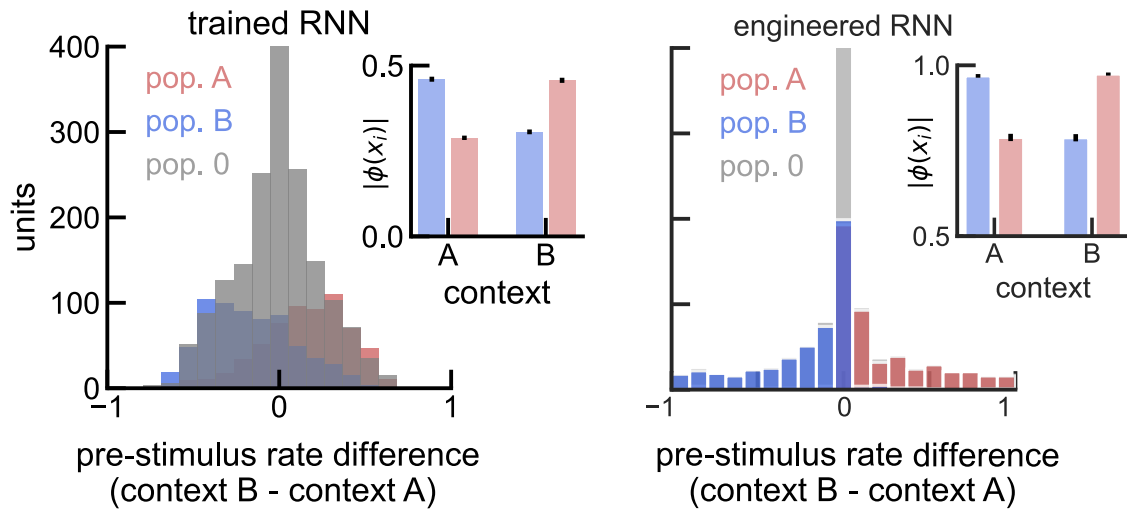 trained RNN
400
300
200
100
0
units
pop. A
pop. B
pop. 0
−1
0
1
pre-stimulus rate difference
(context B - context A)
0.5
0.0
|ϕ(xᵢ)|
A
B
context
engineered RNN
pop. A
pop. B
pop. 0
−1
0
1
pre-stimulus rate difference
(context B - context A)
1.0
0.5
|ϕ(xᵢ)|
A
B
context